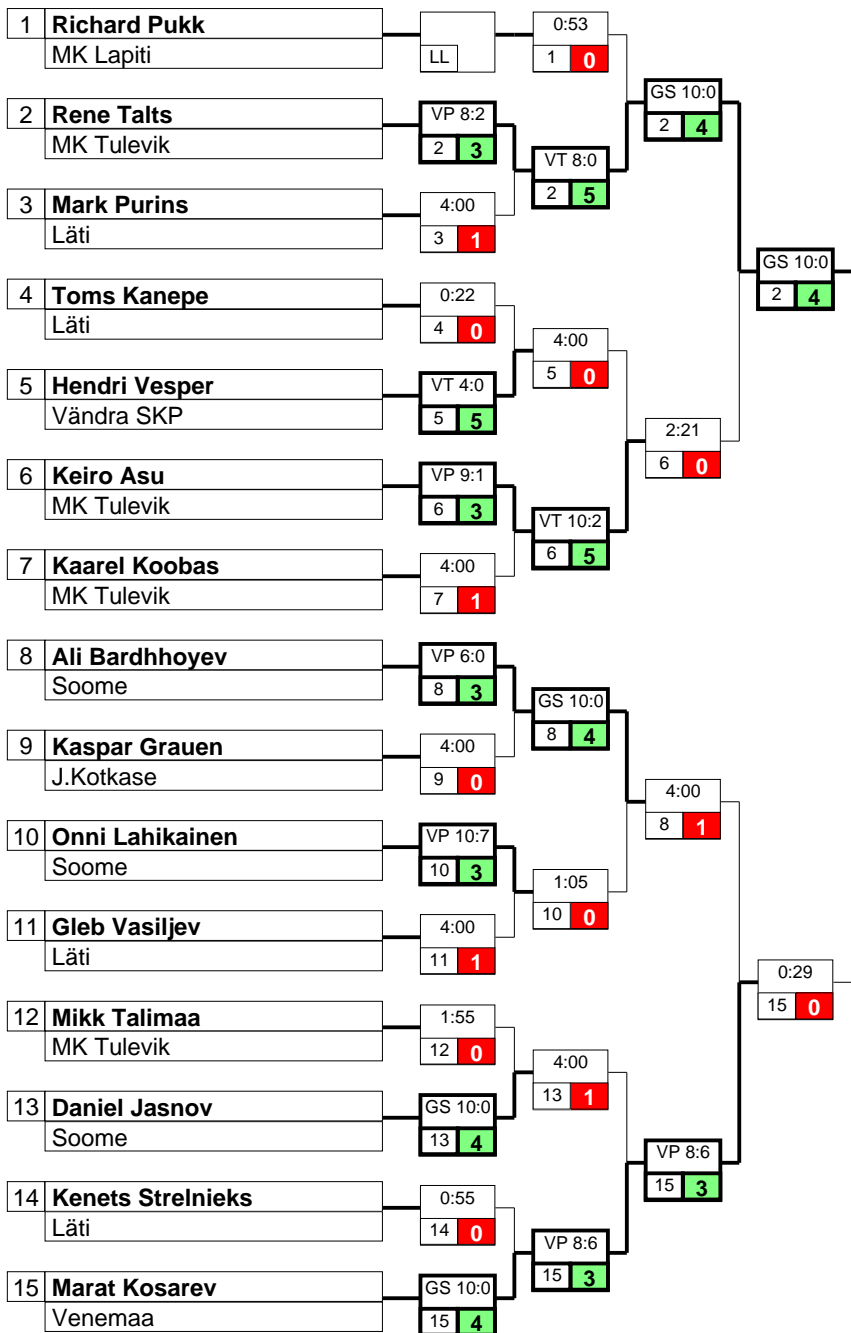 1 Richard Pukk
MK Lapiti
LL
0:53
1 0
2 Rene Talts
MK Tulevik
VP 8:2
2 3
VT 8:0
2 5
GS 10:0
2 4
3 Mark Purins
Läti
4:00
3 1
GS 10:0
2 4
4 Toms Kanepe
Läti
0:22
4 0
4:00
5 0
5 Hendri Vesper
Vändra SKP
VT 4:0
5 5
2:21
6 0
6 Keiro Asu
MK Tulevik
VP 9:1
6 3
VT 10:2
6 5
7 Kaarel Koobas
MK Tulevik
4:00
7 1
8 Ali Bardhhoyev
Soome
VP 6:0
8 3
GS 10:0
8 4
9 Kaspar Grauen
J.Kotkase
4:00
9 0
4:00
8 1
10 Onni Lahikainen
Soome
VP 10:7
10 3
1:05
10 0
11 Gleb Vasiljev
Läti
4:00
11 1
0:29
15 0
12 Mikk Talimaa
MK Tulevik
1:55
12 0
4:00
13 1
13 Daniel Jasnov
Soome
GS 10:0
13 4
VP 8:6
15 3
14 Kenets Strelnieks
Läti
0:55
14 0
VP 8:6
15 3
15 Marat Kosarev
Venemaa
GS 10:0
15 4